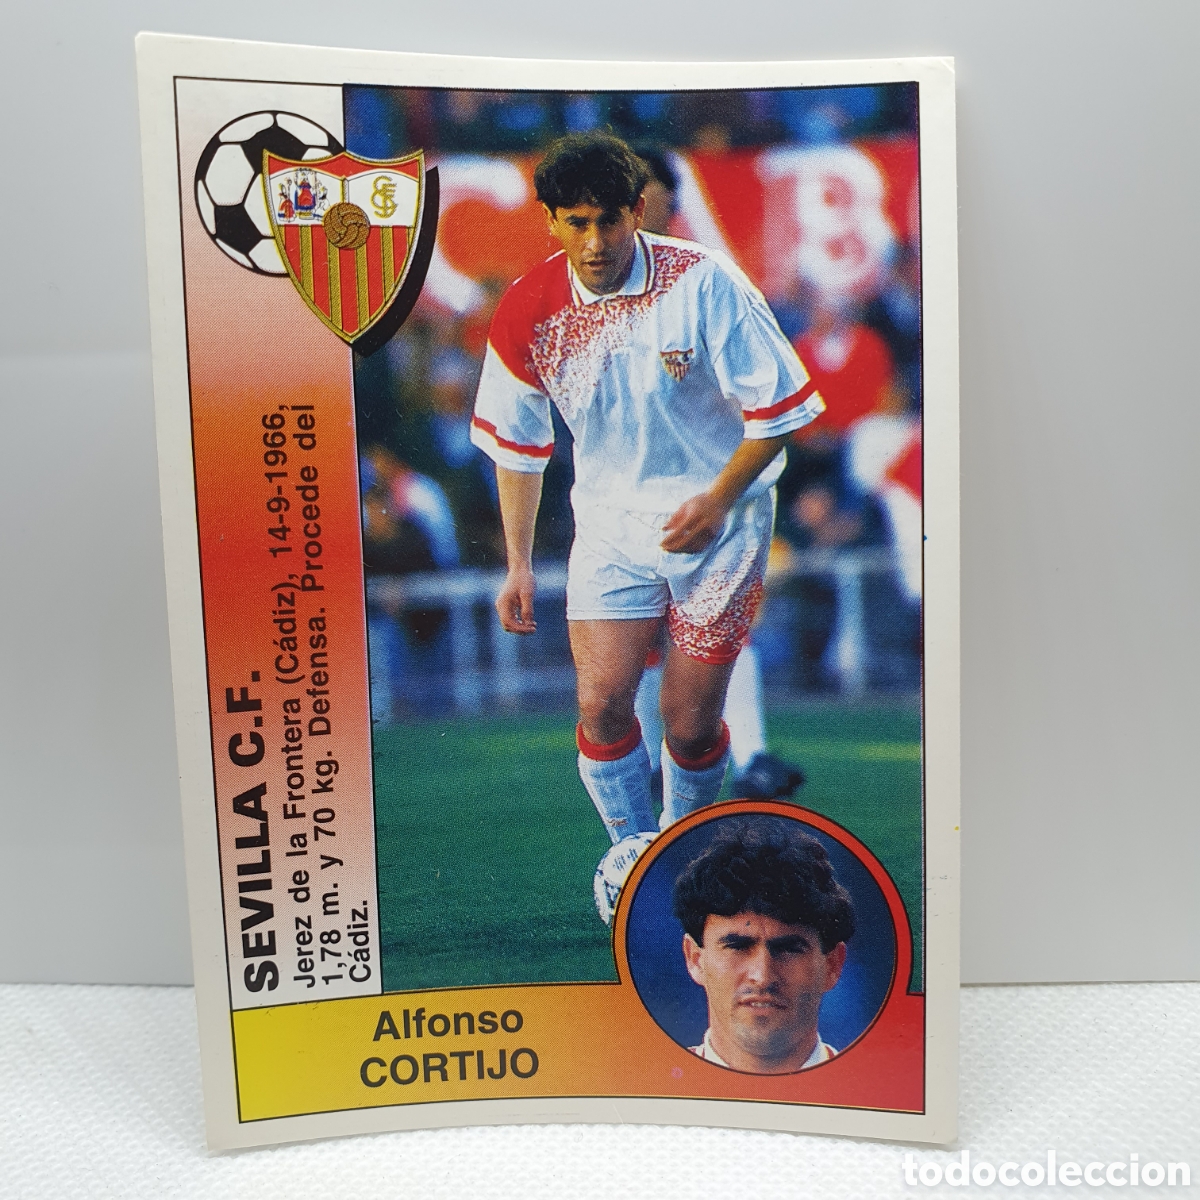 SEVILLA C.F.
Jerez de la Frontera (Cádiz), 14-9-1966,
1,78 m. y 70 kg. Defensa. Procede del
Cádiz.
Alfonso
CORTIJO
todocoleccion